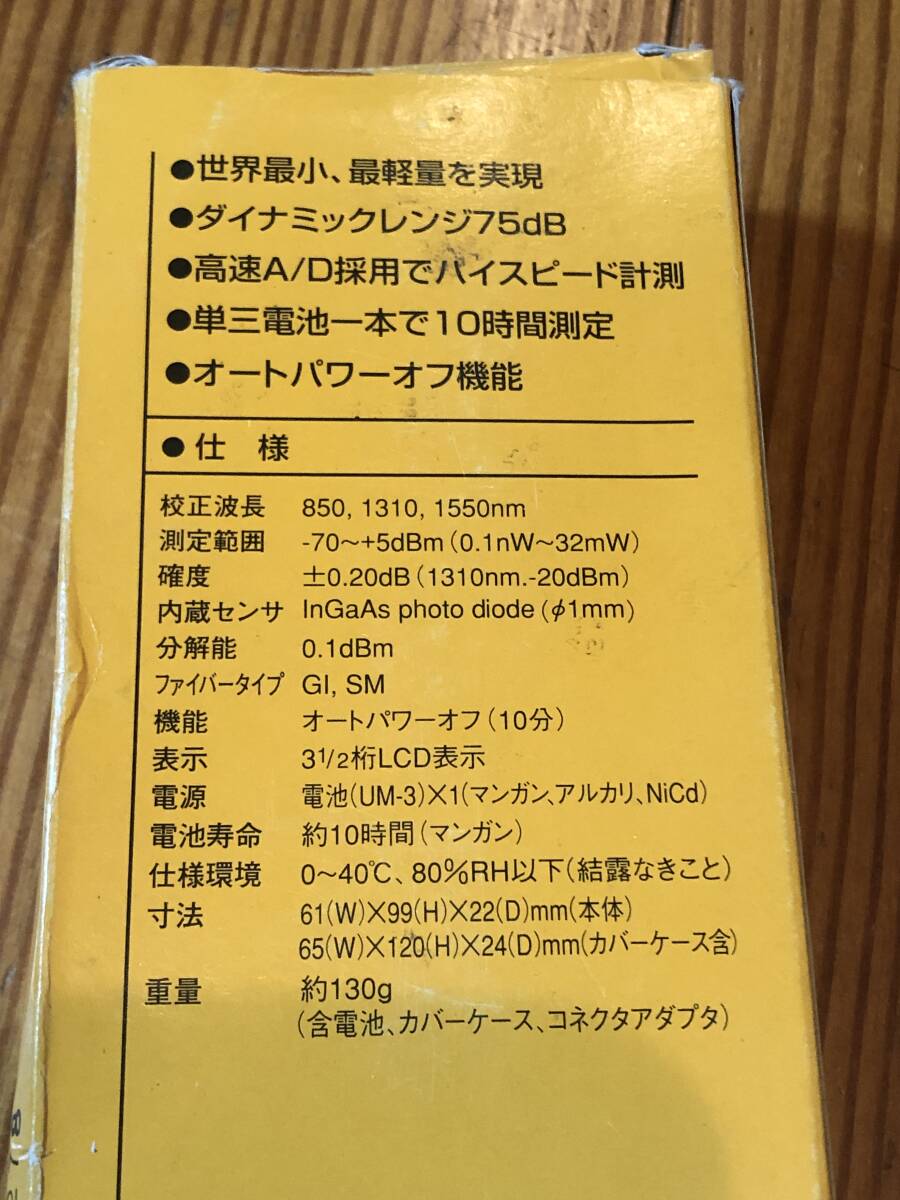 ●世界最小、最軽量を実現
●ダイナミックレンジ75dB
●高速A/D採用でハイスピード計測
●単三電池一本で10時間測定
●オートパワーオフ機能
●仕 様
校正波長 850, 1310, 1550nm
測定範囲 -70～+5dBm(0.1nW～32mW)
確度 ±0.20dB(1310nm.-20dBm)
内蔵センサ InGaAs photo diode(φ1mm)
分解能 0.1dBm
ファイバータイプ GI, SM
機能 オートパワーオフ(10分)
表示 3 1/2桁LCD表示
電源 電池(UM-3)×1(マンガン、アルカリ、NiCd)
電池寿命 約10時間(マンガン)
仕様環境 0～40℃、80%RH以下(結露なきこと)
寸法 61(W)×99(H)×22(D)mm(本体)
65(W)×120(H)×24(D)mm(カバーケース含)
重量 約130g
(含電池、カバーケース、コネクタアダプタ)